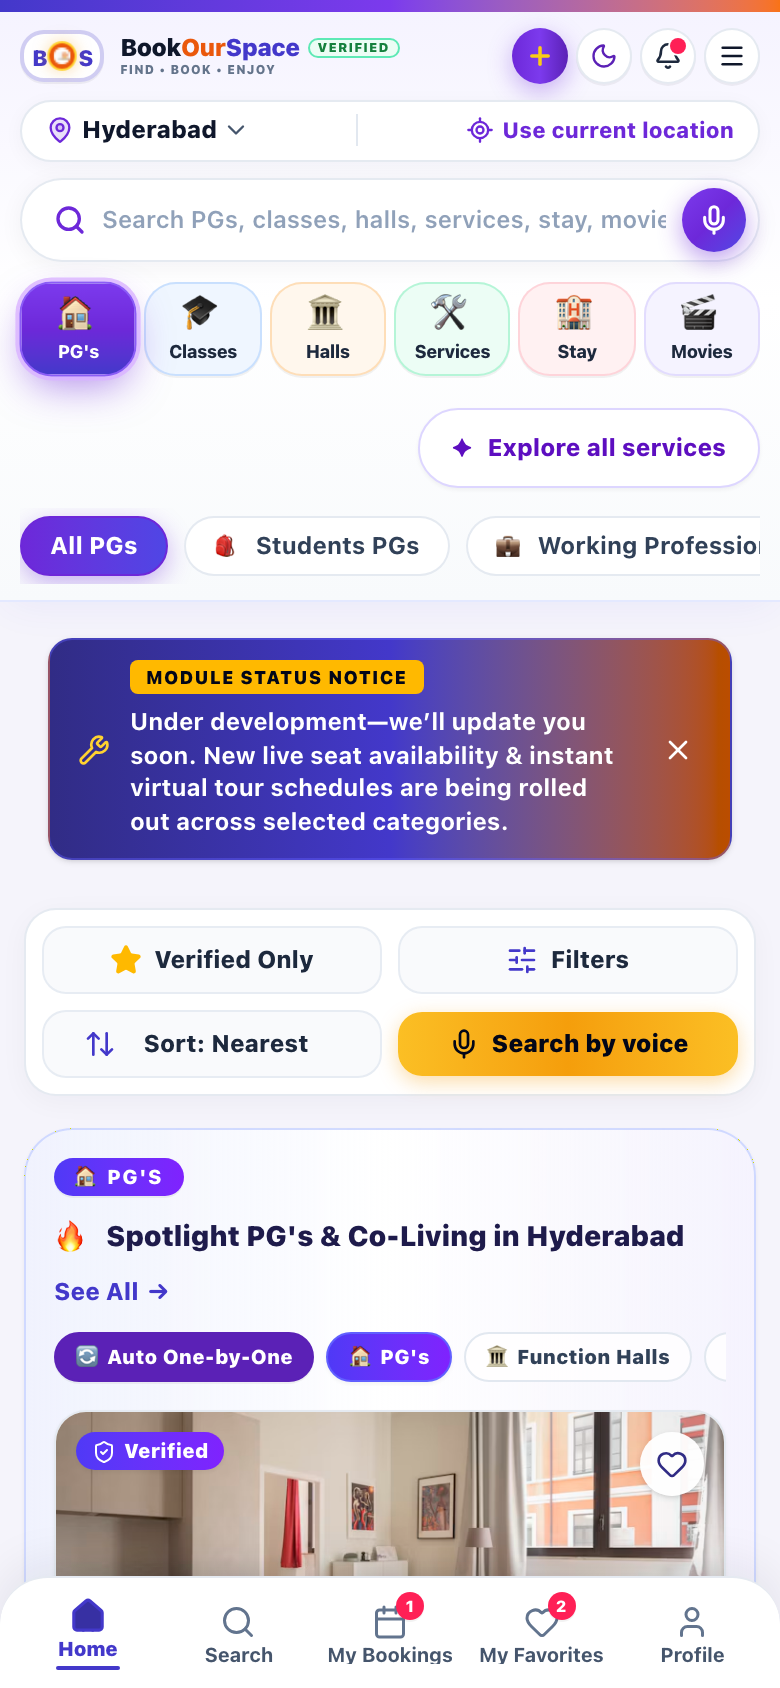 BOS
BookOurSpace VERIFIED
FIND • BOOK • ENJOY
Hyderabad
Use current location
Search PGs, classes, halls, services, stay, movie
PG's
Classes
Halls
Services
Stay
Movies
Explore all services
All PGs
Students PGs
Working Profession
MODULE STATUS NOTICE
Under development—we’ll update you
soon. New live seat availability & instant
virtual tour schedules are being rolled
out across selected categories.
Verified Only
Filters
Sort: Nearest
Search by voice
PG'S
Spotlight PG's & Co-Living in Hyderabad
See All →
Auto One-by-One
PG's
Function Halls
Verified
1
2
Home
Search
My Bookings
My Favorites
Profile